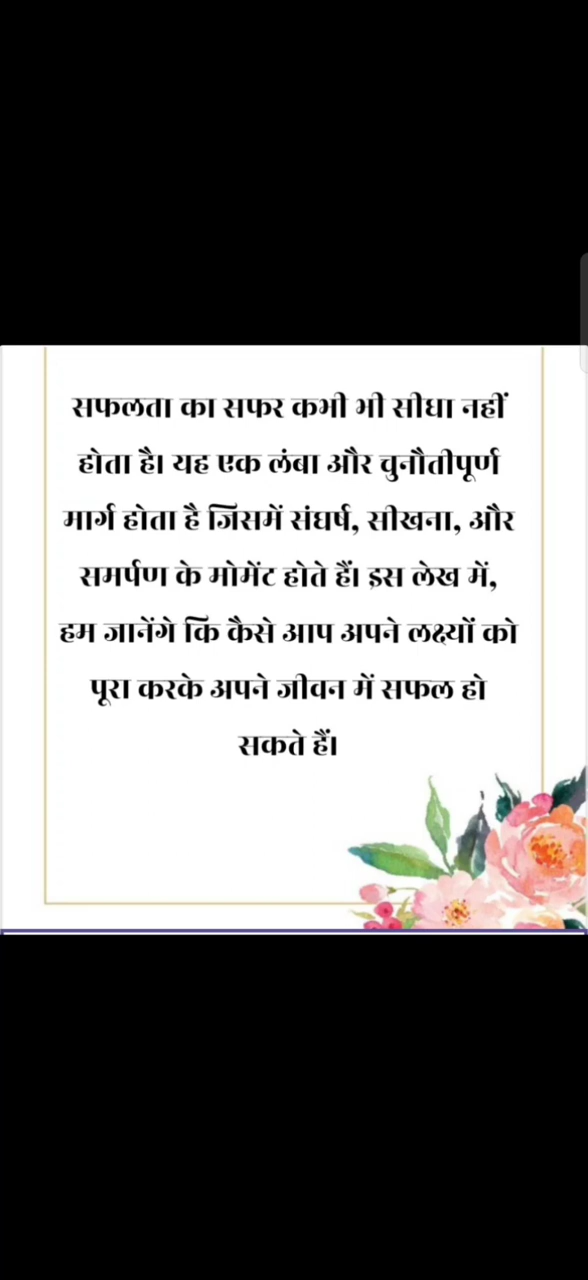 सफलता का सफर कभी भी सीधा नहीं
होता है। यह एक लंबा और चुनौतीपूर्ण
मार्ग होता है जिसमें संघर्ष, सीखना, और
समर्पण के मोमेंट होते हैं। इस लेख में,
हम जानेंगे कि कैसे आप अपने लक्ष्यों को
पूरा करके अपने जीवन में सफल हो
सकते हैं।